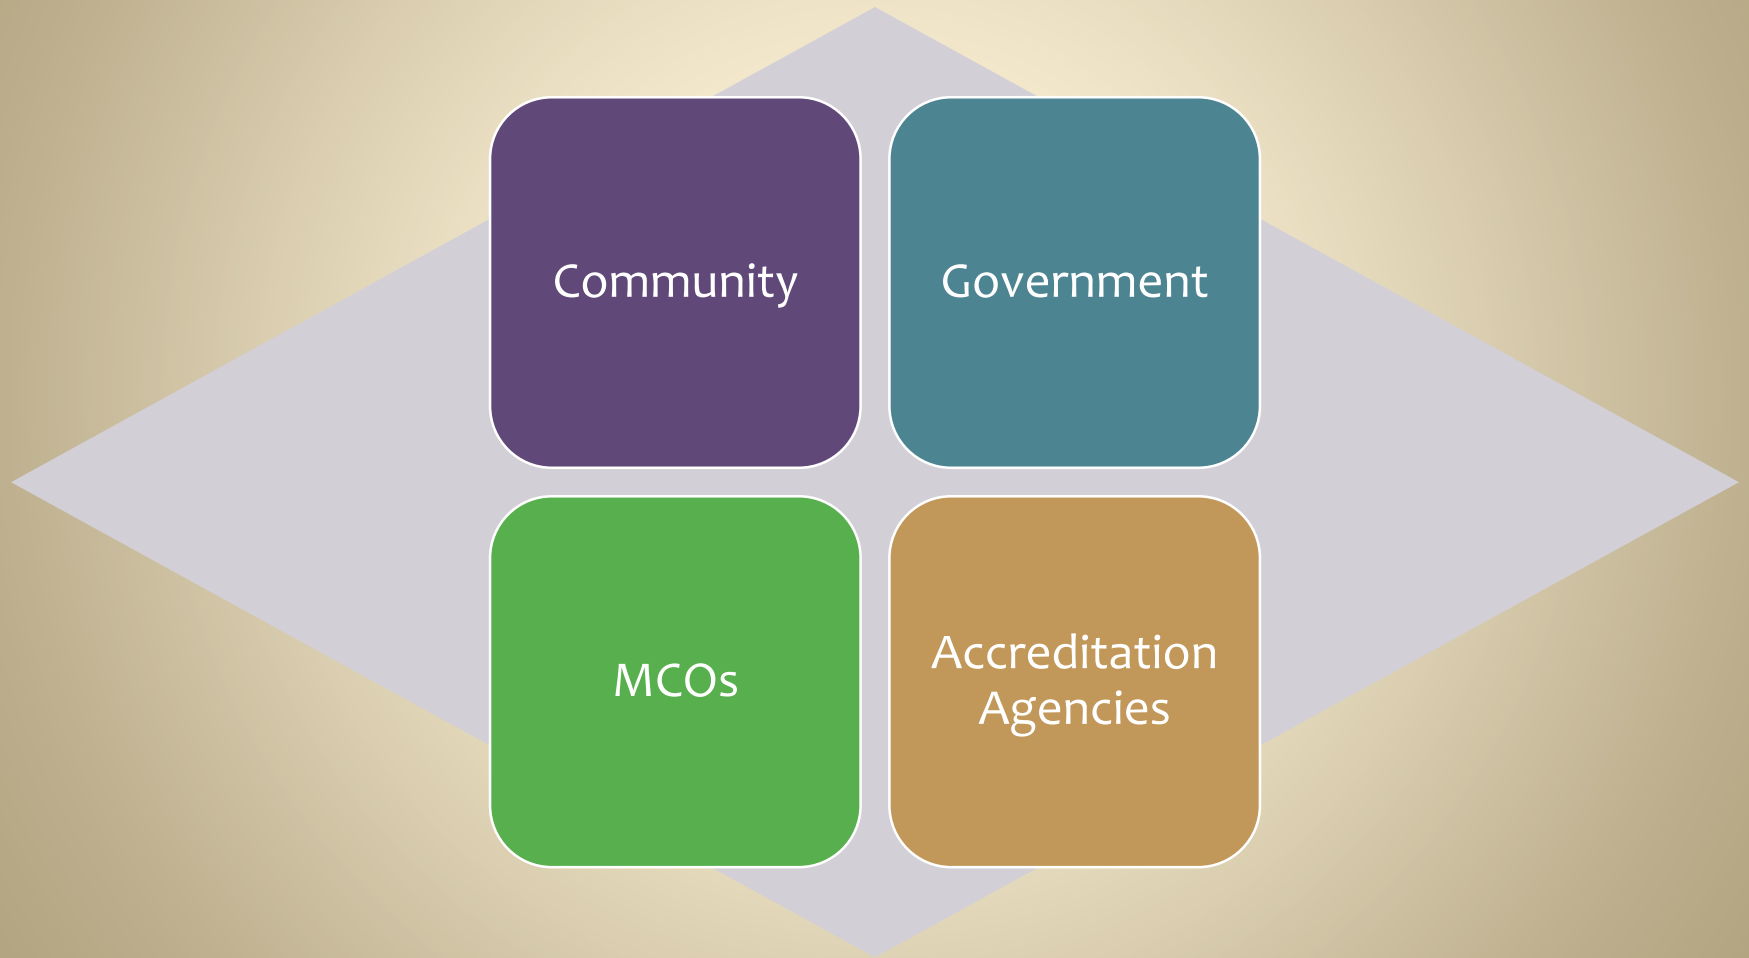 Community
Government
MCOs
Accreditation
Agencies